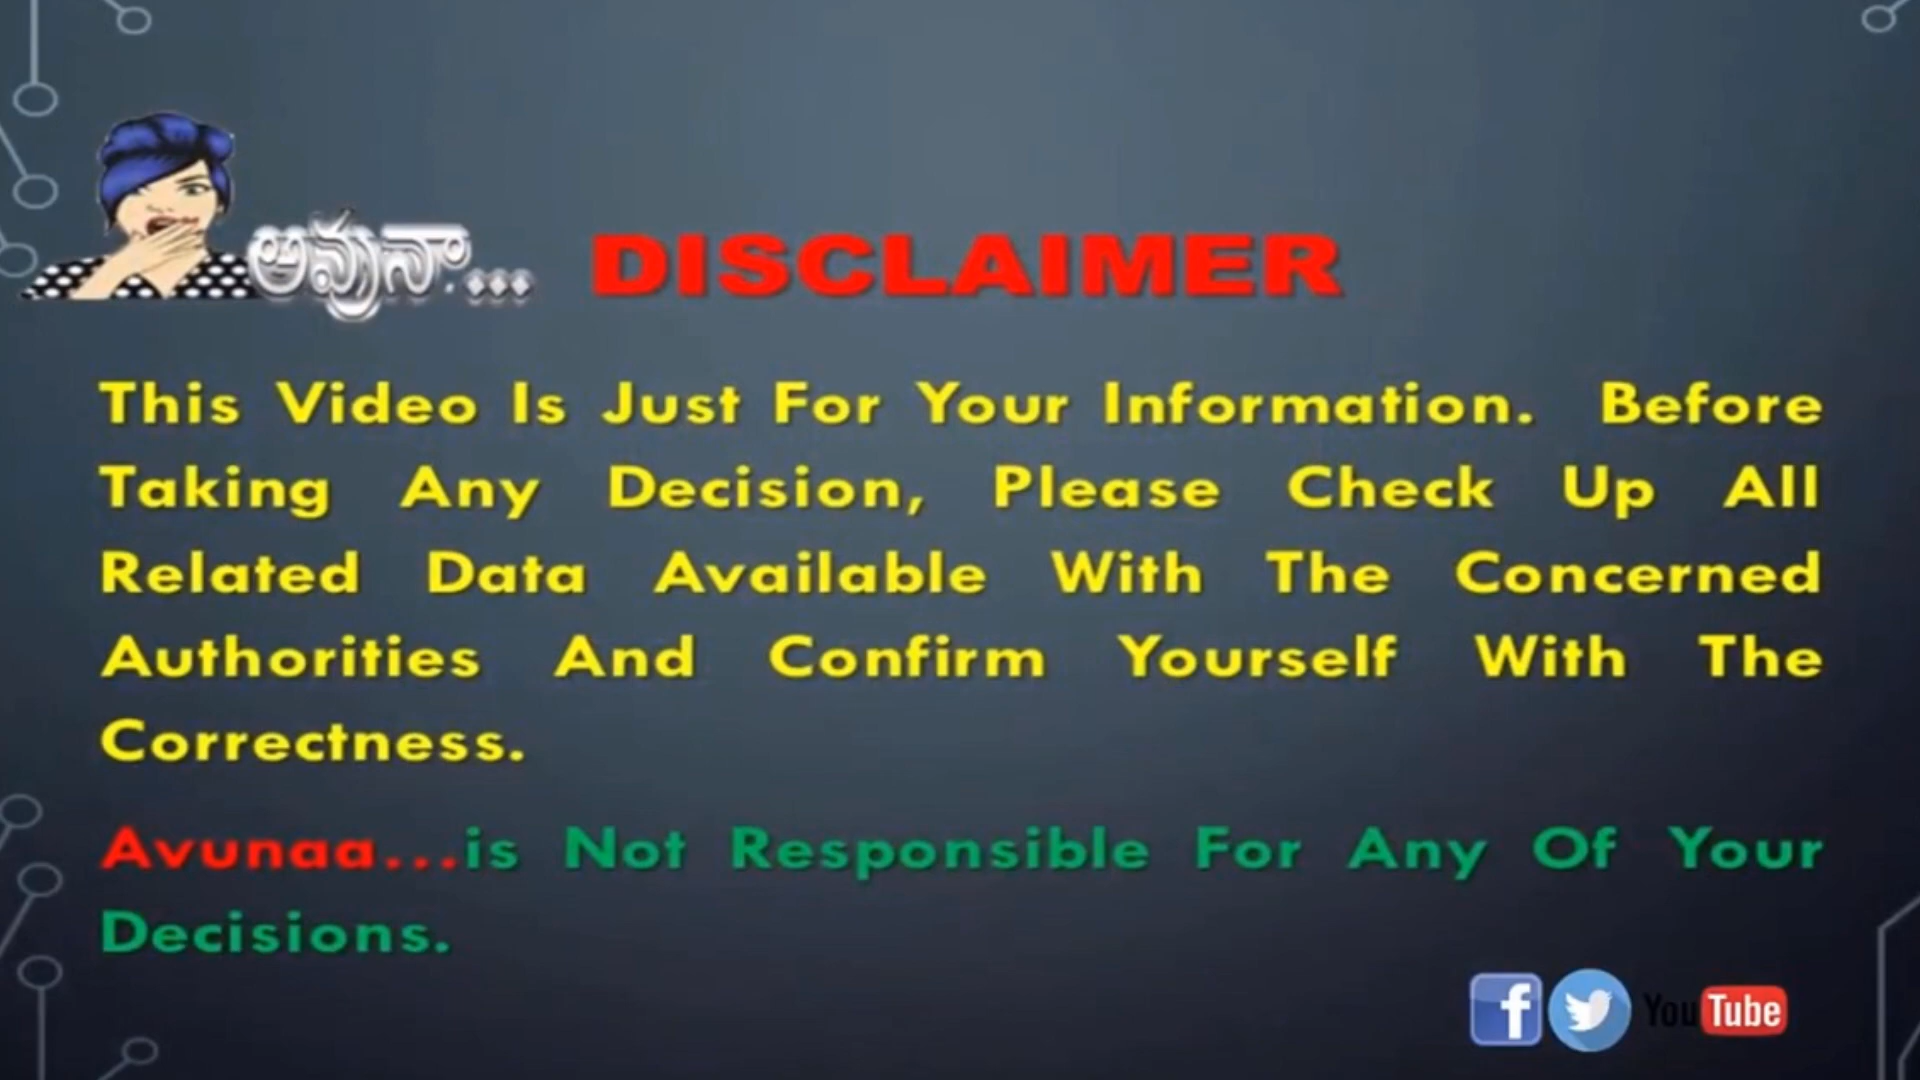 అవునా...
DISCLAIMER
This Video Is Just For Your Information. Before
Taking Any Decision, Please Check Up All
Related Data Available With The Concerned
Authorities And Confirm Yourself With The
Correctness.
Avunaa...is Not Responsible For Any Of Your
Decisions.
f
YouTube